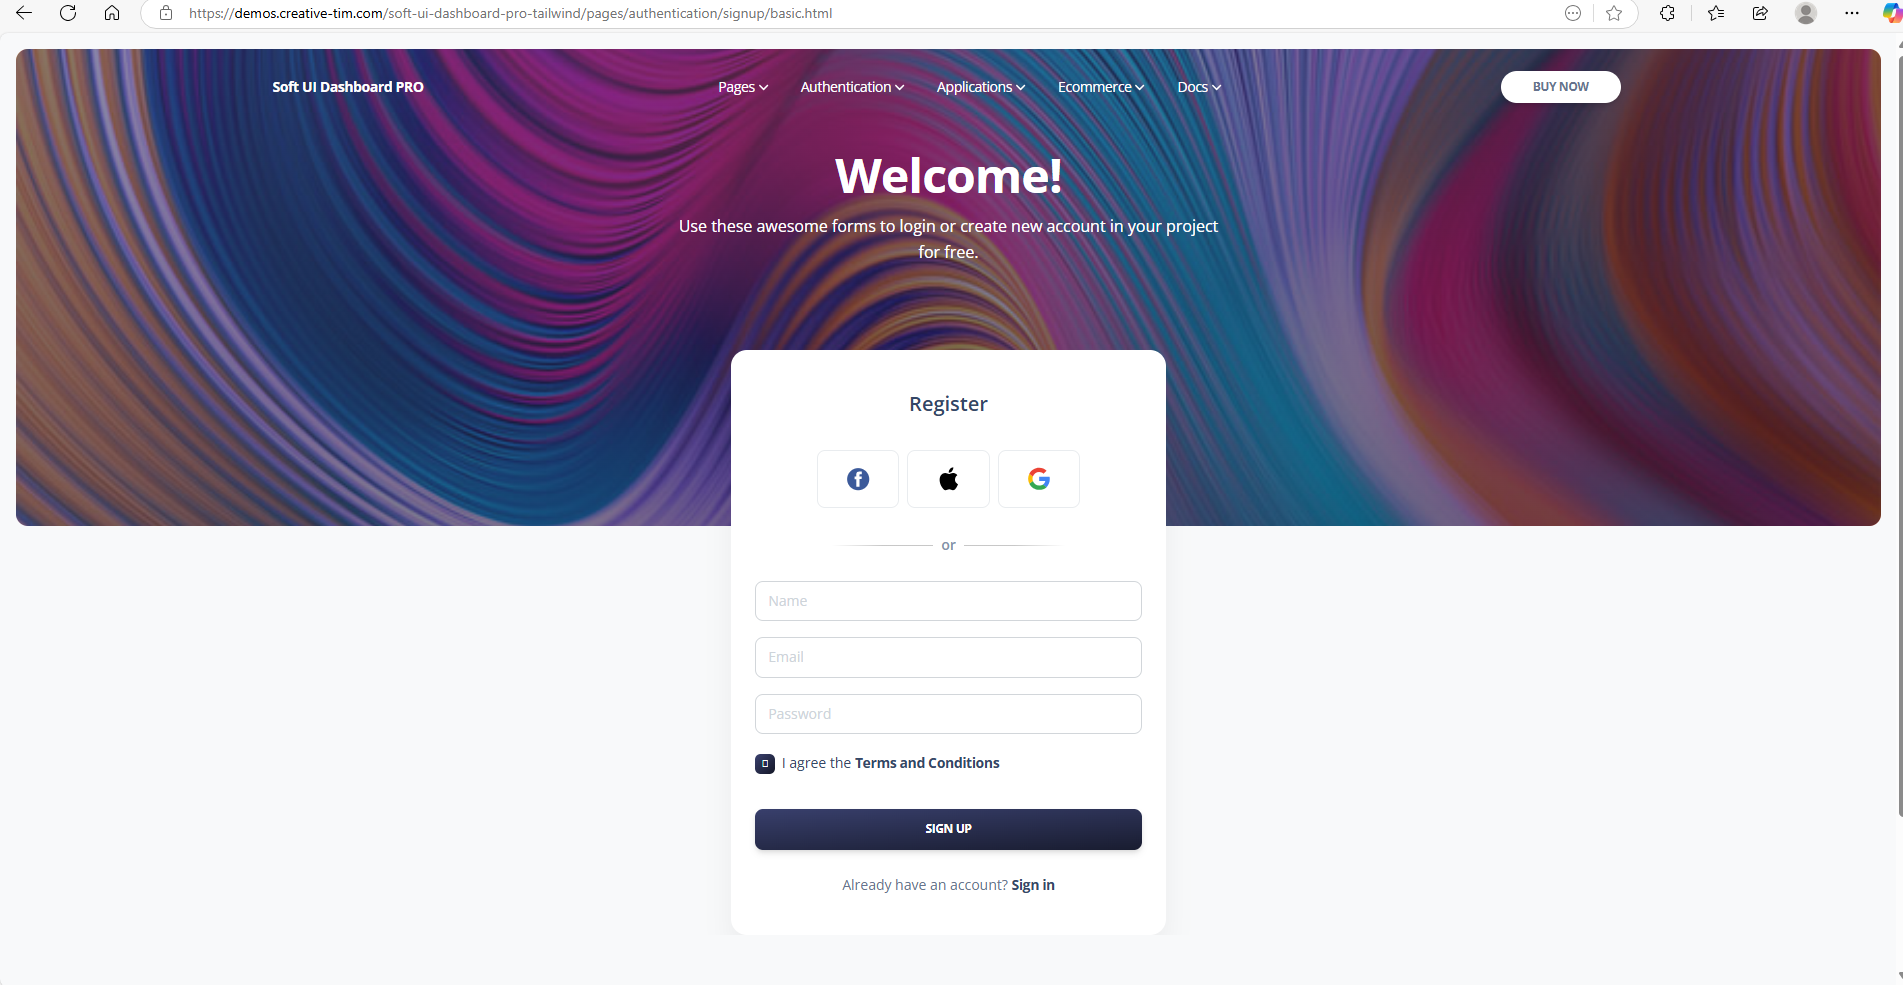 https://demos.creative-tim.com/soft-ui-dashboard-pro-tailwind/pages/authentication/signup/basic.html
Soft UI Dashboard PRO
Pages
Authentication
Applications
Ecommerce
Docs
BUY NOW
Welcome!
Use these awesome forms to login or create new account in your project
for free.
Register
or
Name
Email
Password
I agree the Terms and Conditions
SIGN UP
Already have an account? Sign in